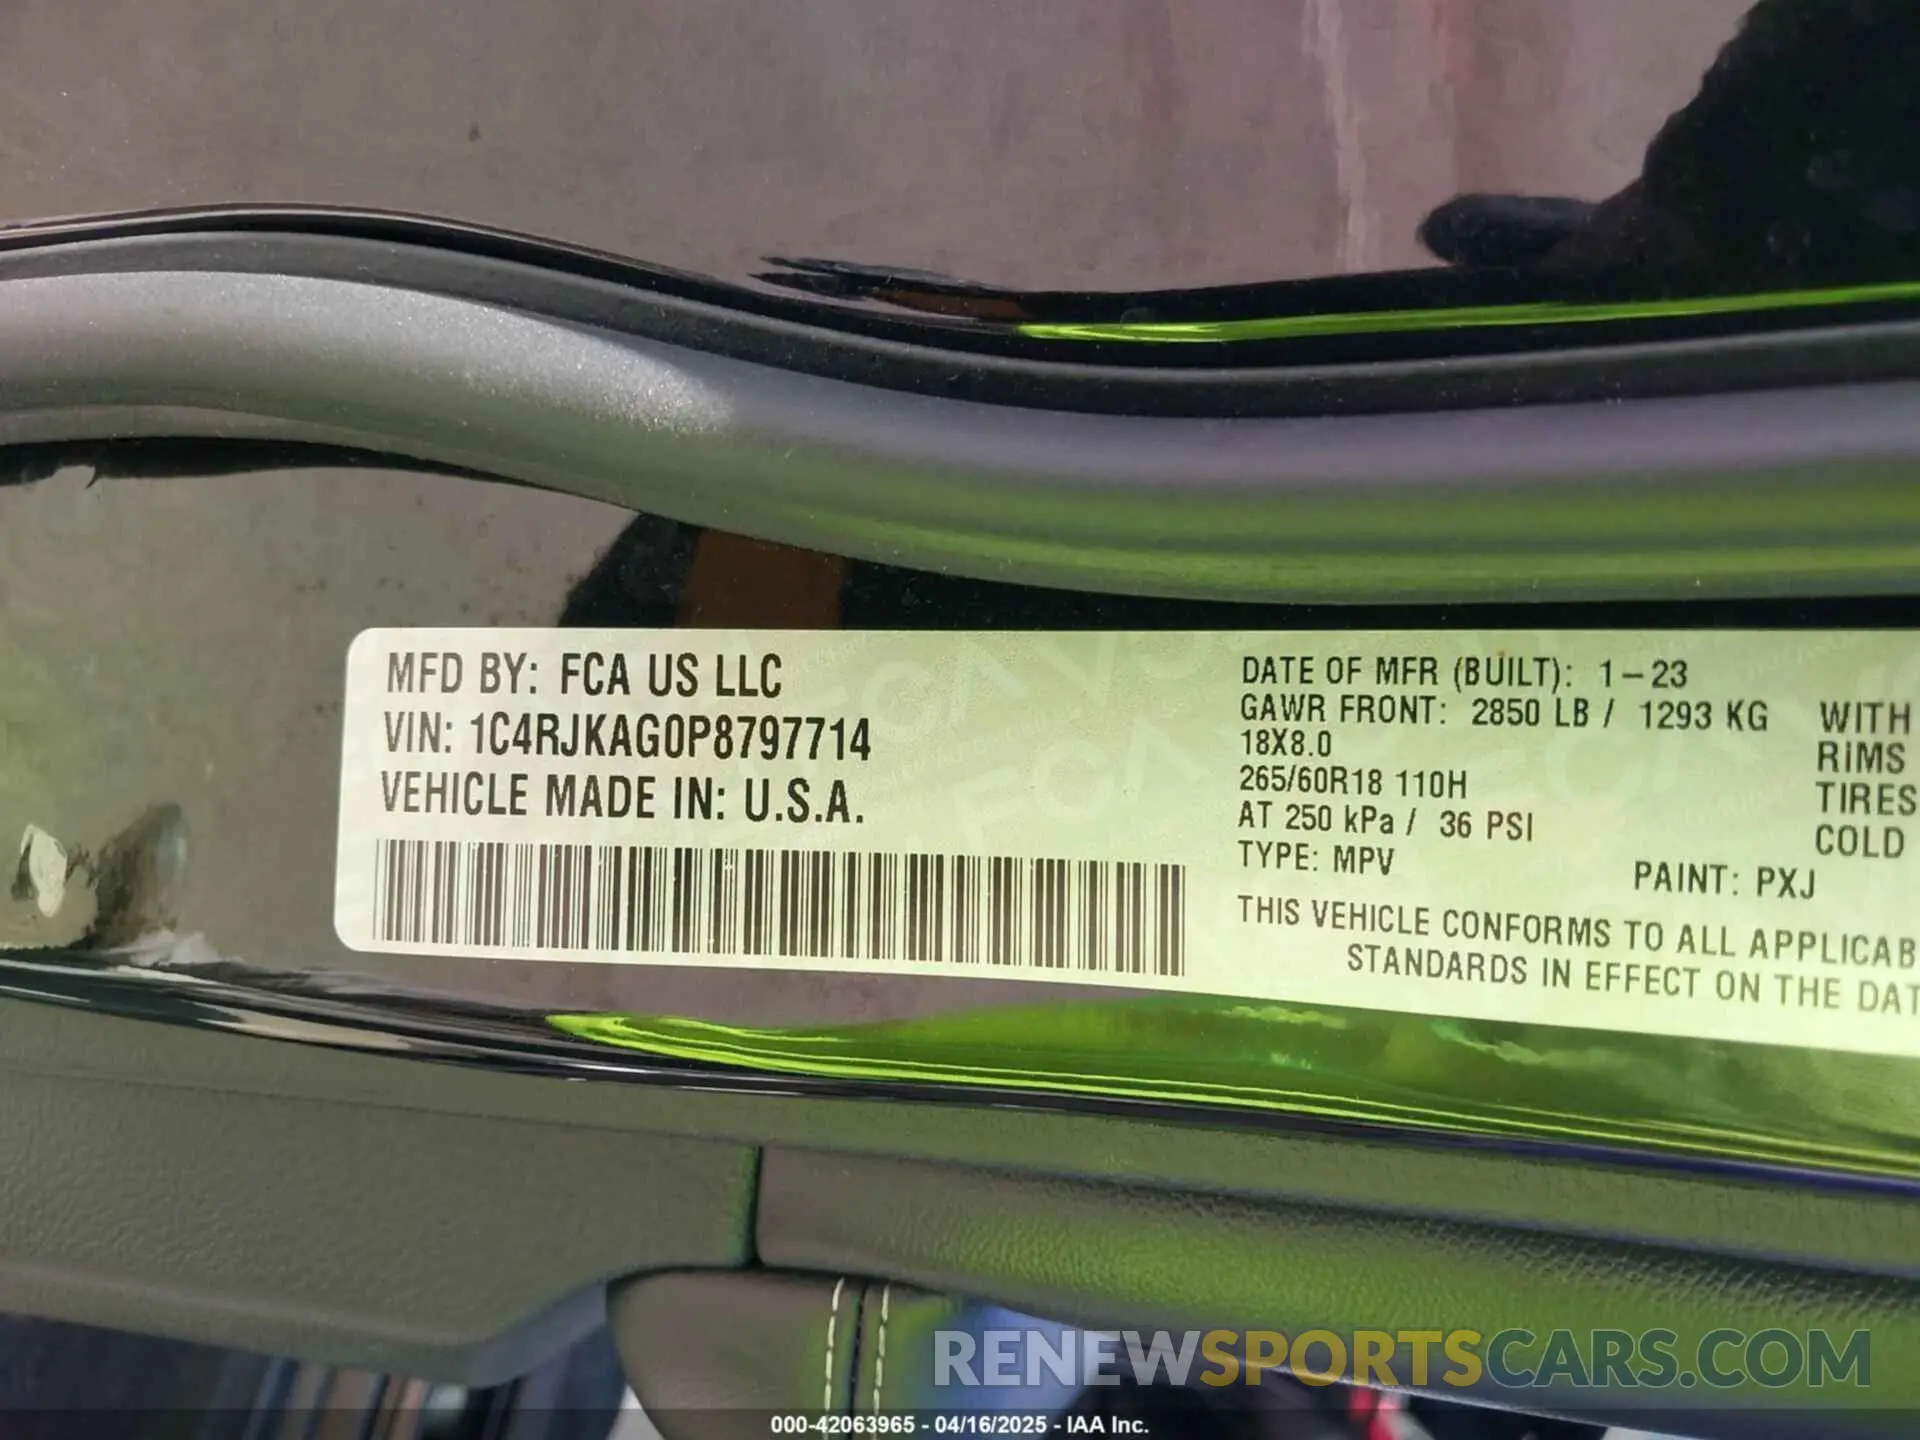 MFD BY: FCA US LLC
VIN: 1C4RJKAG0P8797714
VEHICLE MADE IN: U.S.A.
DATE OF MFR (BUILT): 1-23
GAWR FRONT: 2850 LB / 1293 KG WITH
18X8.0 RIMS
265/60R18 110H TIRES
AT 250 kPa / 36 PSI COLD
TYPE: MPV
PAINT: PXJ
THIS VEHICLE CONFORMS TO ALL APPLICAB
STANDARDS IN EFFECT ON THE DAT
RENEWSPORTSCARS.COM
000-42063965 - 04/16/2025 - IAA Inc.